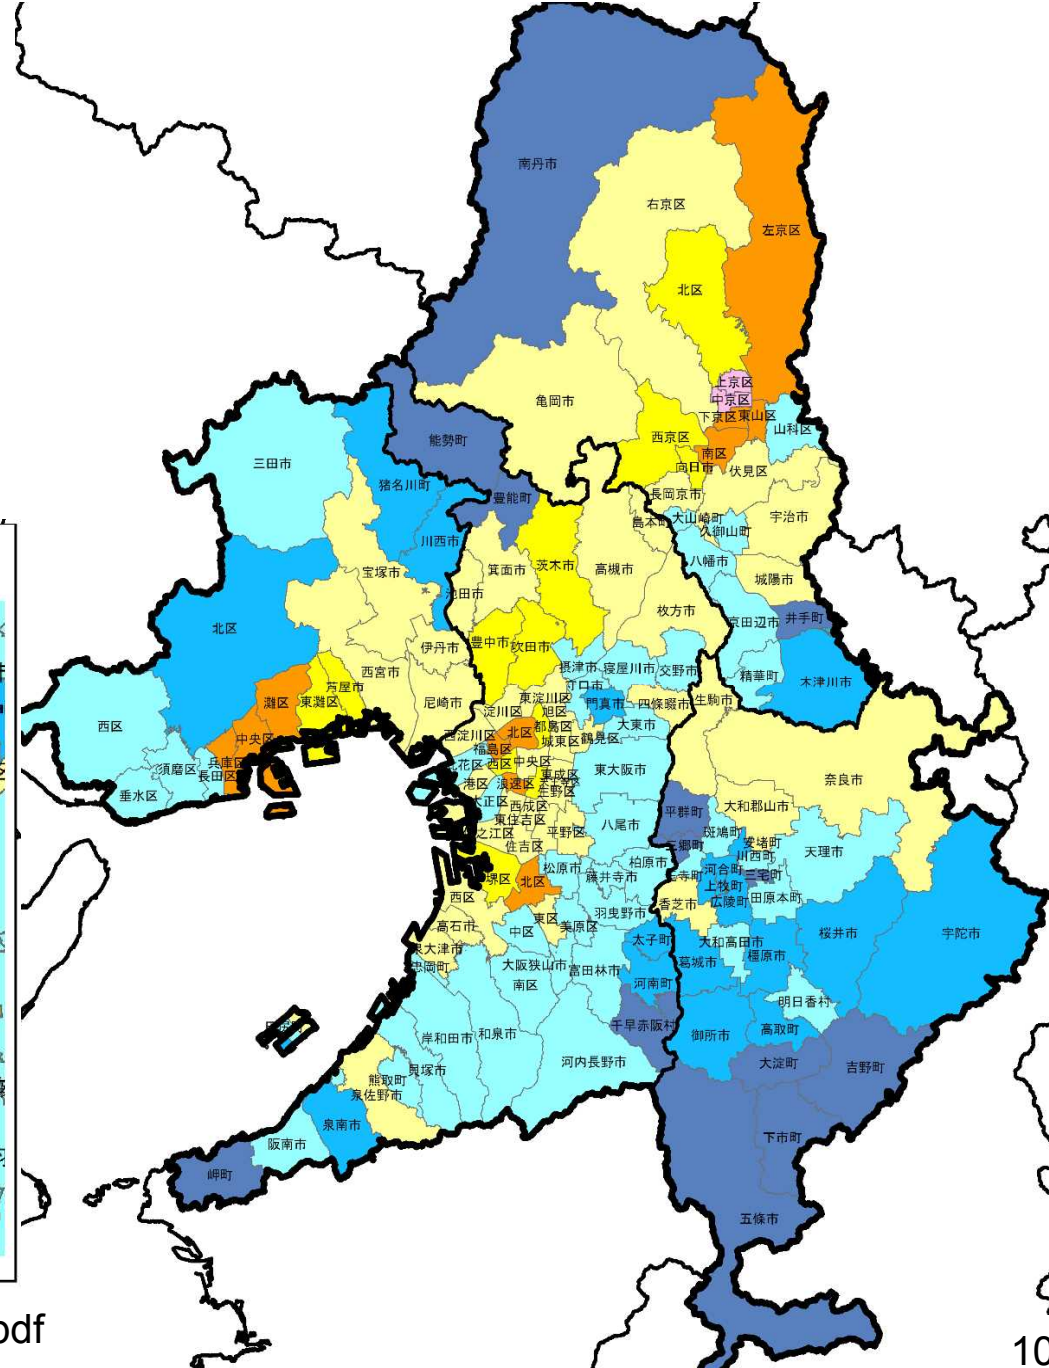 南丹市
右京区
左京区
北区
上京区
中京区
亀岡市
下京区
東山区
西京区
山科区
能勢町
南区
三田市
向日市
伏見区
猪名川町
豊能町
長岡京市
島本町
大山崎町
宇治市
久御山町
川西市
八幡市
茨木市
箕面市
高槻市
宝塚市
城陽市
池田市
枚方市
北区
京田辺市
井手町
豊中市
吹田市
伊丹市
摂津市
寝屋川市
交野市
西宮市
精華町
木津川市
芦屋市
守口市
東淀川区
灘区
東灘区
尼崎市
門真市
四條畷市
生駒市
淀川区
旭区
西区
大東市
都島区
西淀川区
北区
中央区
城東区
鶴見区
福島区
兵庫区
此花区
西区
中央区
須磨区
長田区
東大阪市
東成区
奈良市
港区
浪速区
垂水区
生野区
大正区
西成区
大和郡山市
平群町
東住吉区
八尾市
之江区
平野区
斑鳩町
住吉区
三郷町
安堵町
天理市
川西町
松原市
柏原市
河合町
藤井寺市
三宅町
堺区
北区
上牧町
西区
田原本町
広陵町
香芝市
羽曳野市
東区
高石市
美原区
中区
桜井市
宇陀市
太子町
大和高田市
泉大津市
橿原市
葛城市
忠岡町
大阪狭山市
富田林市
南区
河南町
明日香村
千早赤阪村
高取町
岸和田市
和泉市
御所市
河内長野市
大淀町
吉野町
貝塚市
熊取町
泉佐野市
泉南市
下市町
阪南市
岬町
五條市
pdf
10